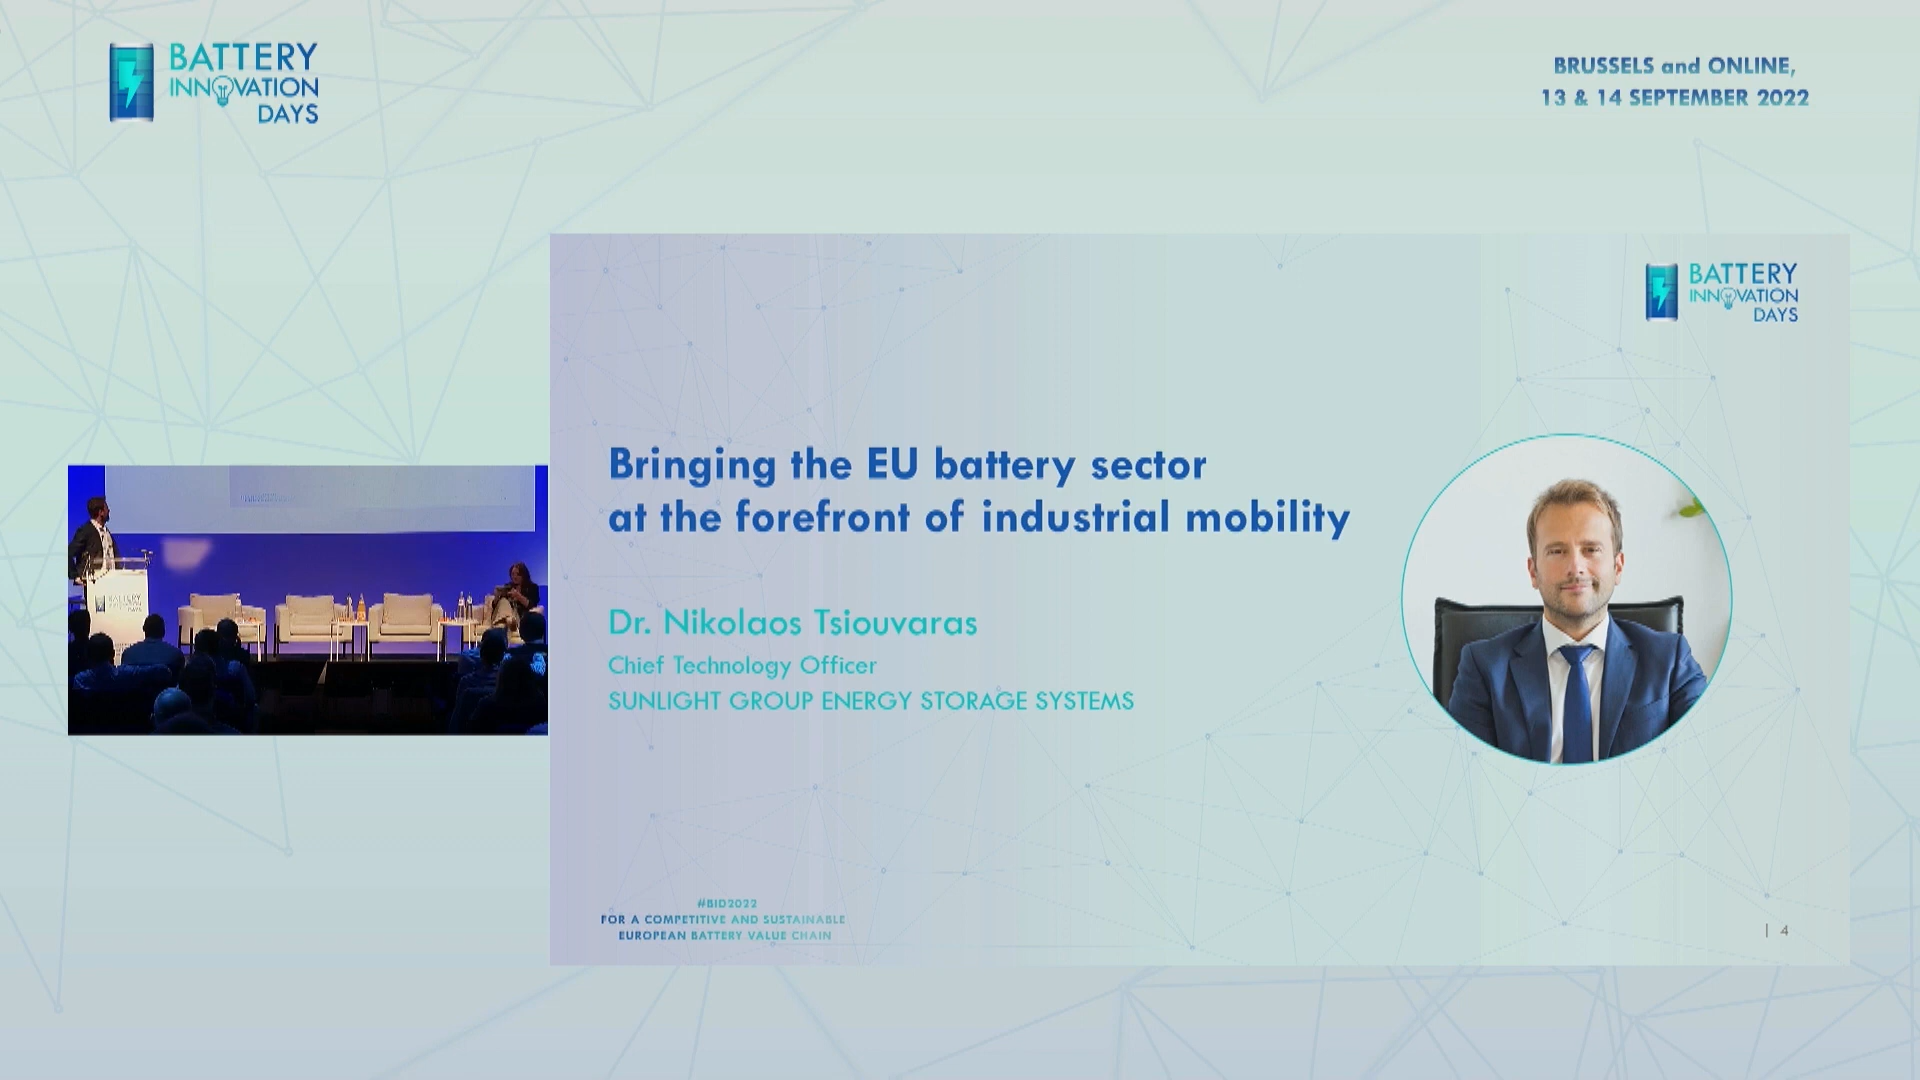 BATTERY
INNOVATION
DAYS
BRUSSELS and ONLINE,
13 & 14 SEPTEMBER 2022
BATTERY
INNOVATION
DAYS
Bringing the EU battery sector
at the forefront of industrial mobility
Dr. Nikolaos Tsiouvaras
Chief Technology Officer
SUNLIGHT GROUP ENERGY STORAGE SYSTEMS
BATTERY
DAYS
#BID2022
FOR A COMPETITIVE AND SUSTAINABLE
EUROPEAN BATTERY VALUE CHAIN
| 4